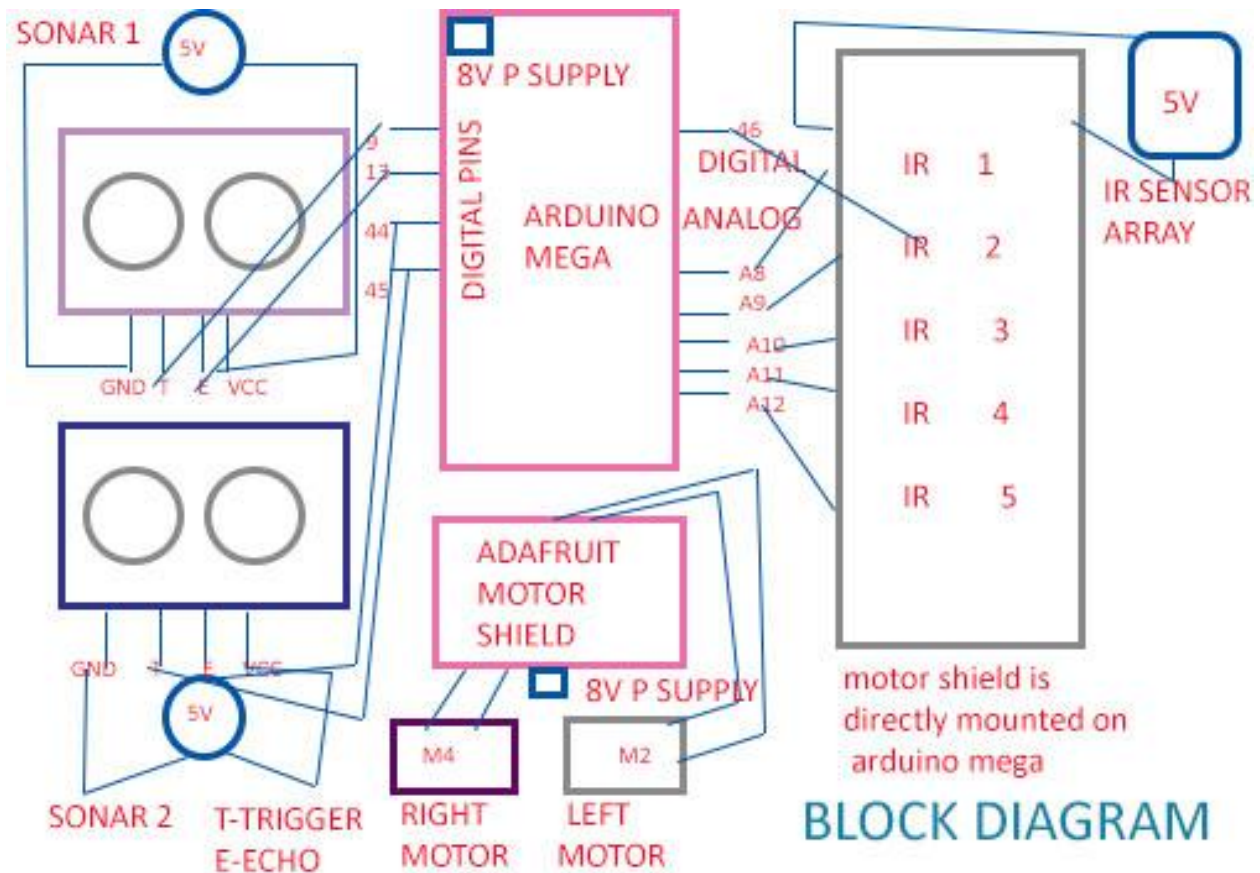 SONAR 1
5V
GND T E VCC
9
13
44
45
8V P SUPPLY
DIGITAL PINS
ARDUINO
MEGA
46
DIGITAL
ANALOG
A8
A9
A10
A11
A12
IR 1
IR 2
IR 3
IR 4
IR 5
5V
IR SENSOR
ARRAY
GND T E VCC
5V
SONAR 2
T-TRIGGER
E-ECHO
ADAFRUIT
MOTOR
SHIELD
8V P SUPPLY
M4
RIGHT
MOTOR
M2
LEFT
MOTOR
motor shield is
directly mounted on
arduino mega
BLOCK DIAGRAM